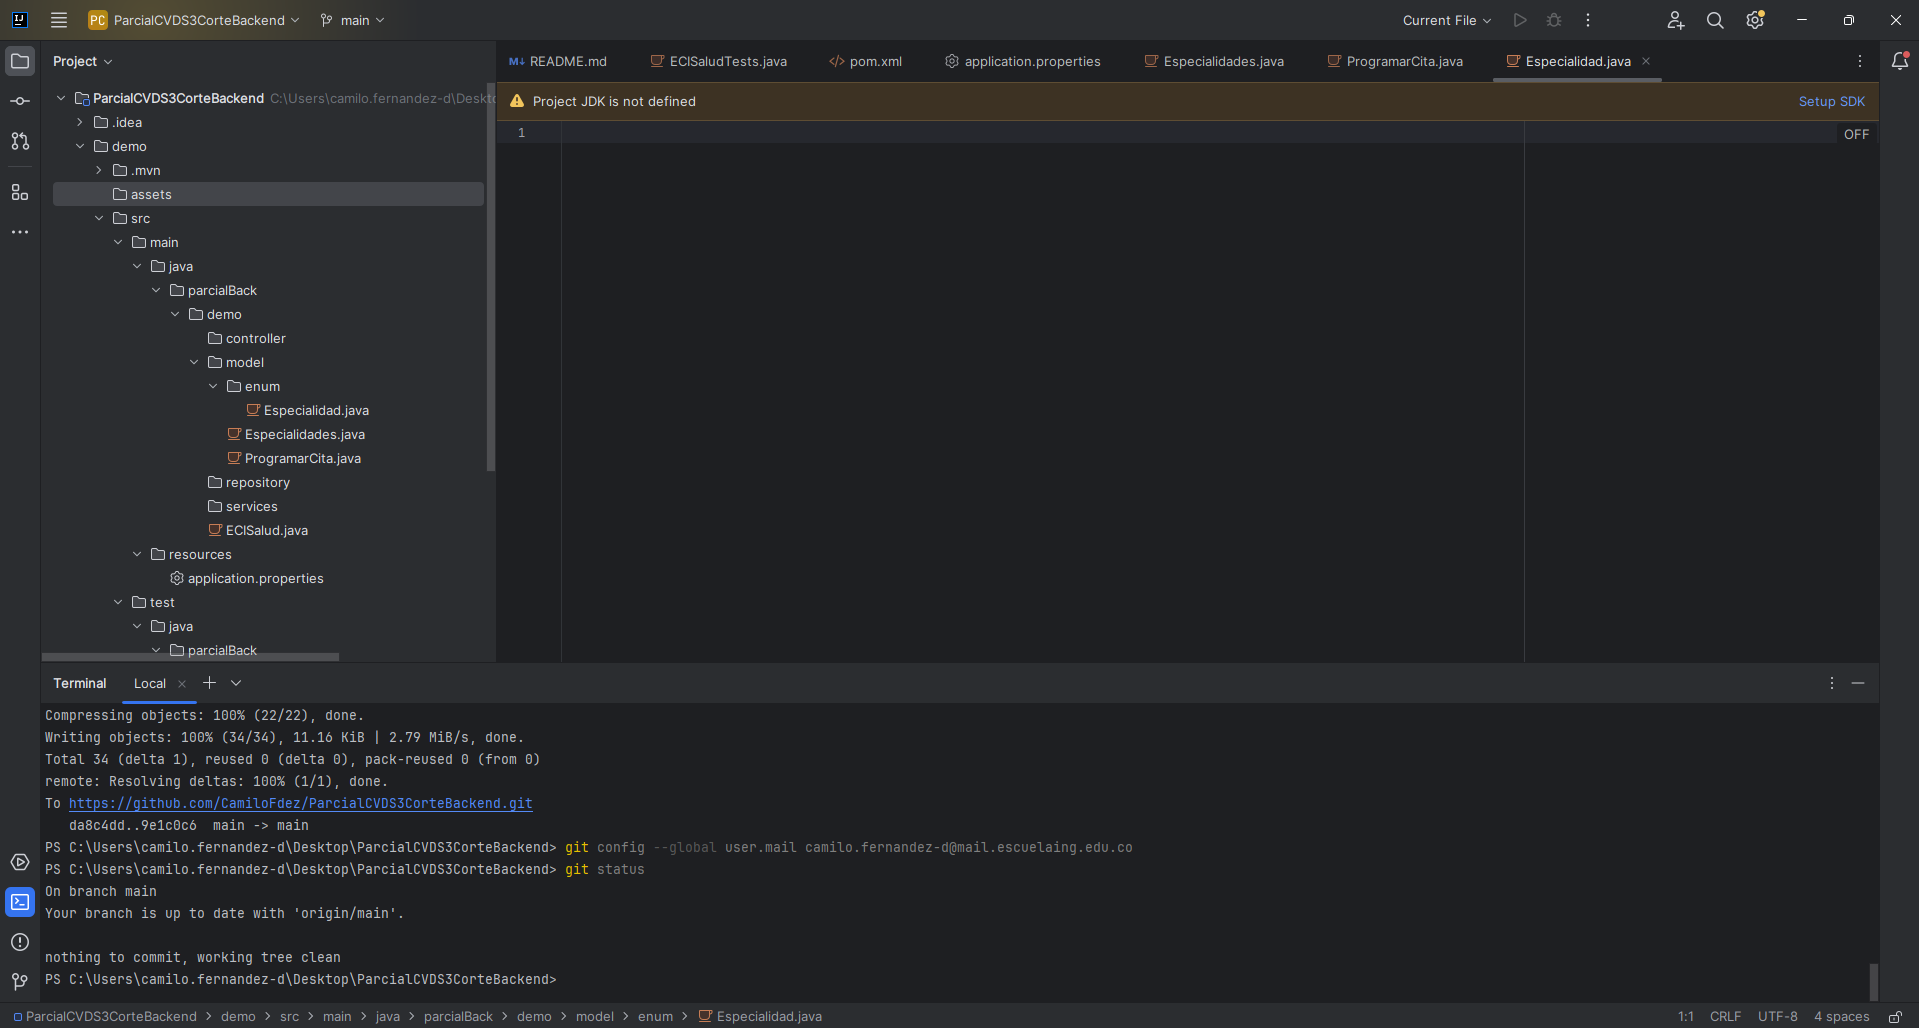 PC ParcialCVDS3CorteBackend main Current File
Project
README.md ECISaludTests.java pom.xml application.properties Especialidades.java ProgramarCita.java Especialidad.java
Project JDK is not defined Setup SDK
1 OFF
ParcialCVDS3CorteBackend C:\Users\camilo.fernandez-d\Deskto
.idea
demo
.mvn
assets
src
main
java
parcialBack
demo
controller
model
enum
Especialidad.java
Especialidades.java
ProgramarCita.java
repository
services
ECISalud.java
resources
application.properties
test
java
parcialBack
Terminal Local
Compressing objects: 100% (22/22), done.
Writing objects: 100% (34/34), 11.16 KiB | 2.79 MiB/s, done.
Total 34 (delta 1), reused 0 (delta 0), pack-reused 0 (from 0)
remote: Resolving deltas: 100% (1/1), done.
To https://github.com/CamiloFdez/ParcialCVDS3CorteBackend.git
da8c4dd..9e1c0c6 main -> main
PS C:\Users\camilo.fernandez-d\Desktop\ParcialCVDS3CorteBackend> git config --global user.mail camilo.fernandez-d@mail.escuelaing.edu.co
PS C:\Users\camilo.fernandez-d\Desktop\ParcialCVDS3CorteBackend> git status
On branch main
Your branch is up to date with 'origin/main'.
nothing to commit, working tree clean
PS C:\Users\camilo.fernandez-d\Desktop\ParcialCVDS3CorteBackend>
ParcialCVDS3CorteBackend > demo > src > main > java > parcialBack > demo > model > enum > Especialidad.java 1:1 CRLF UTF-8 4 spaces